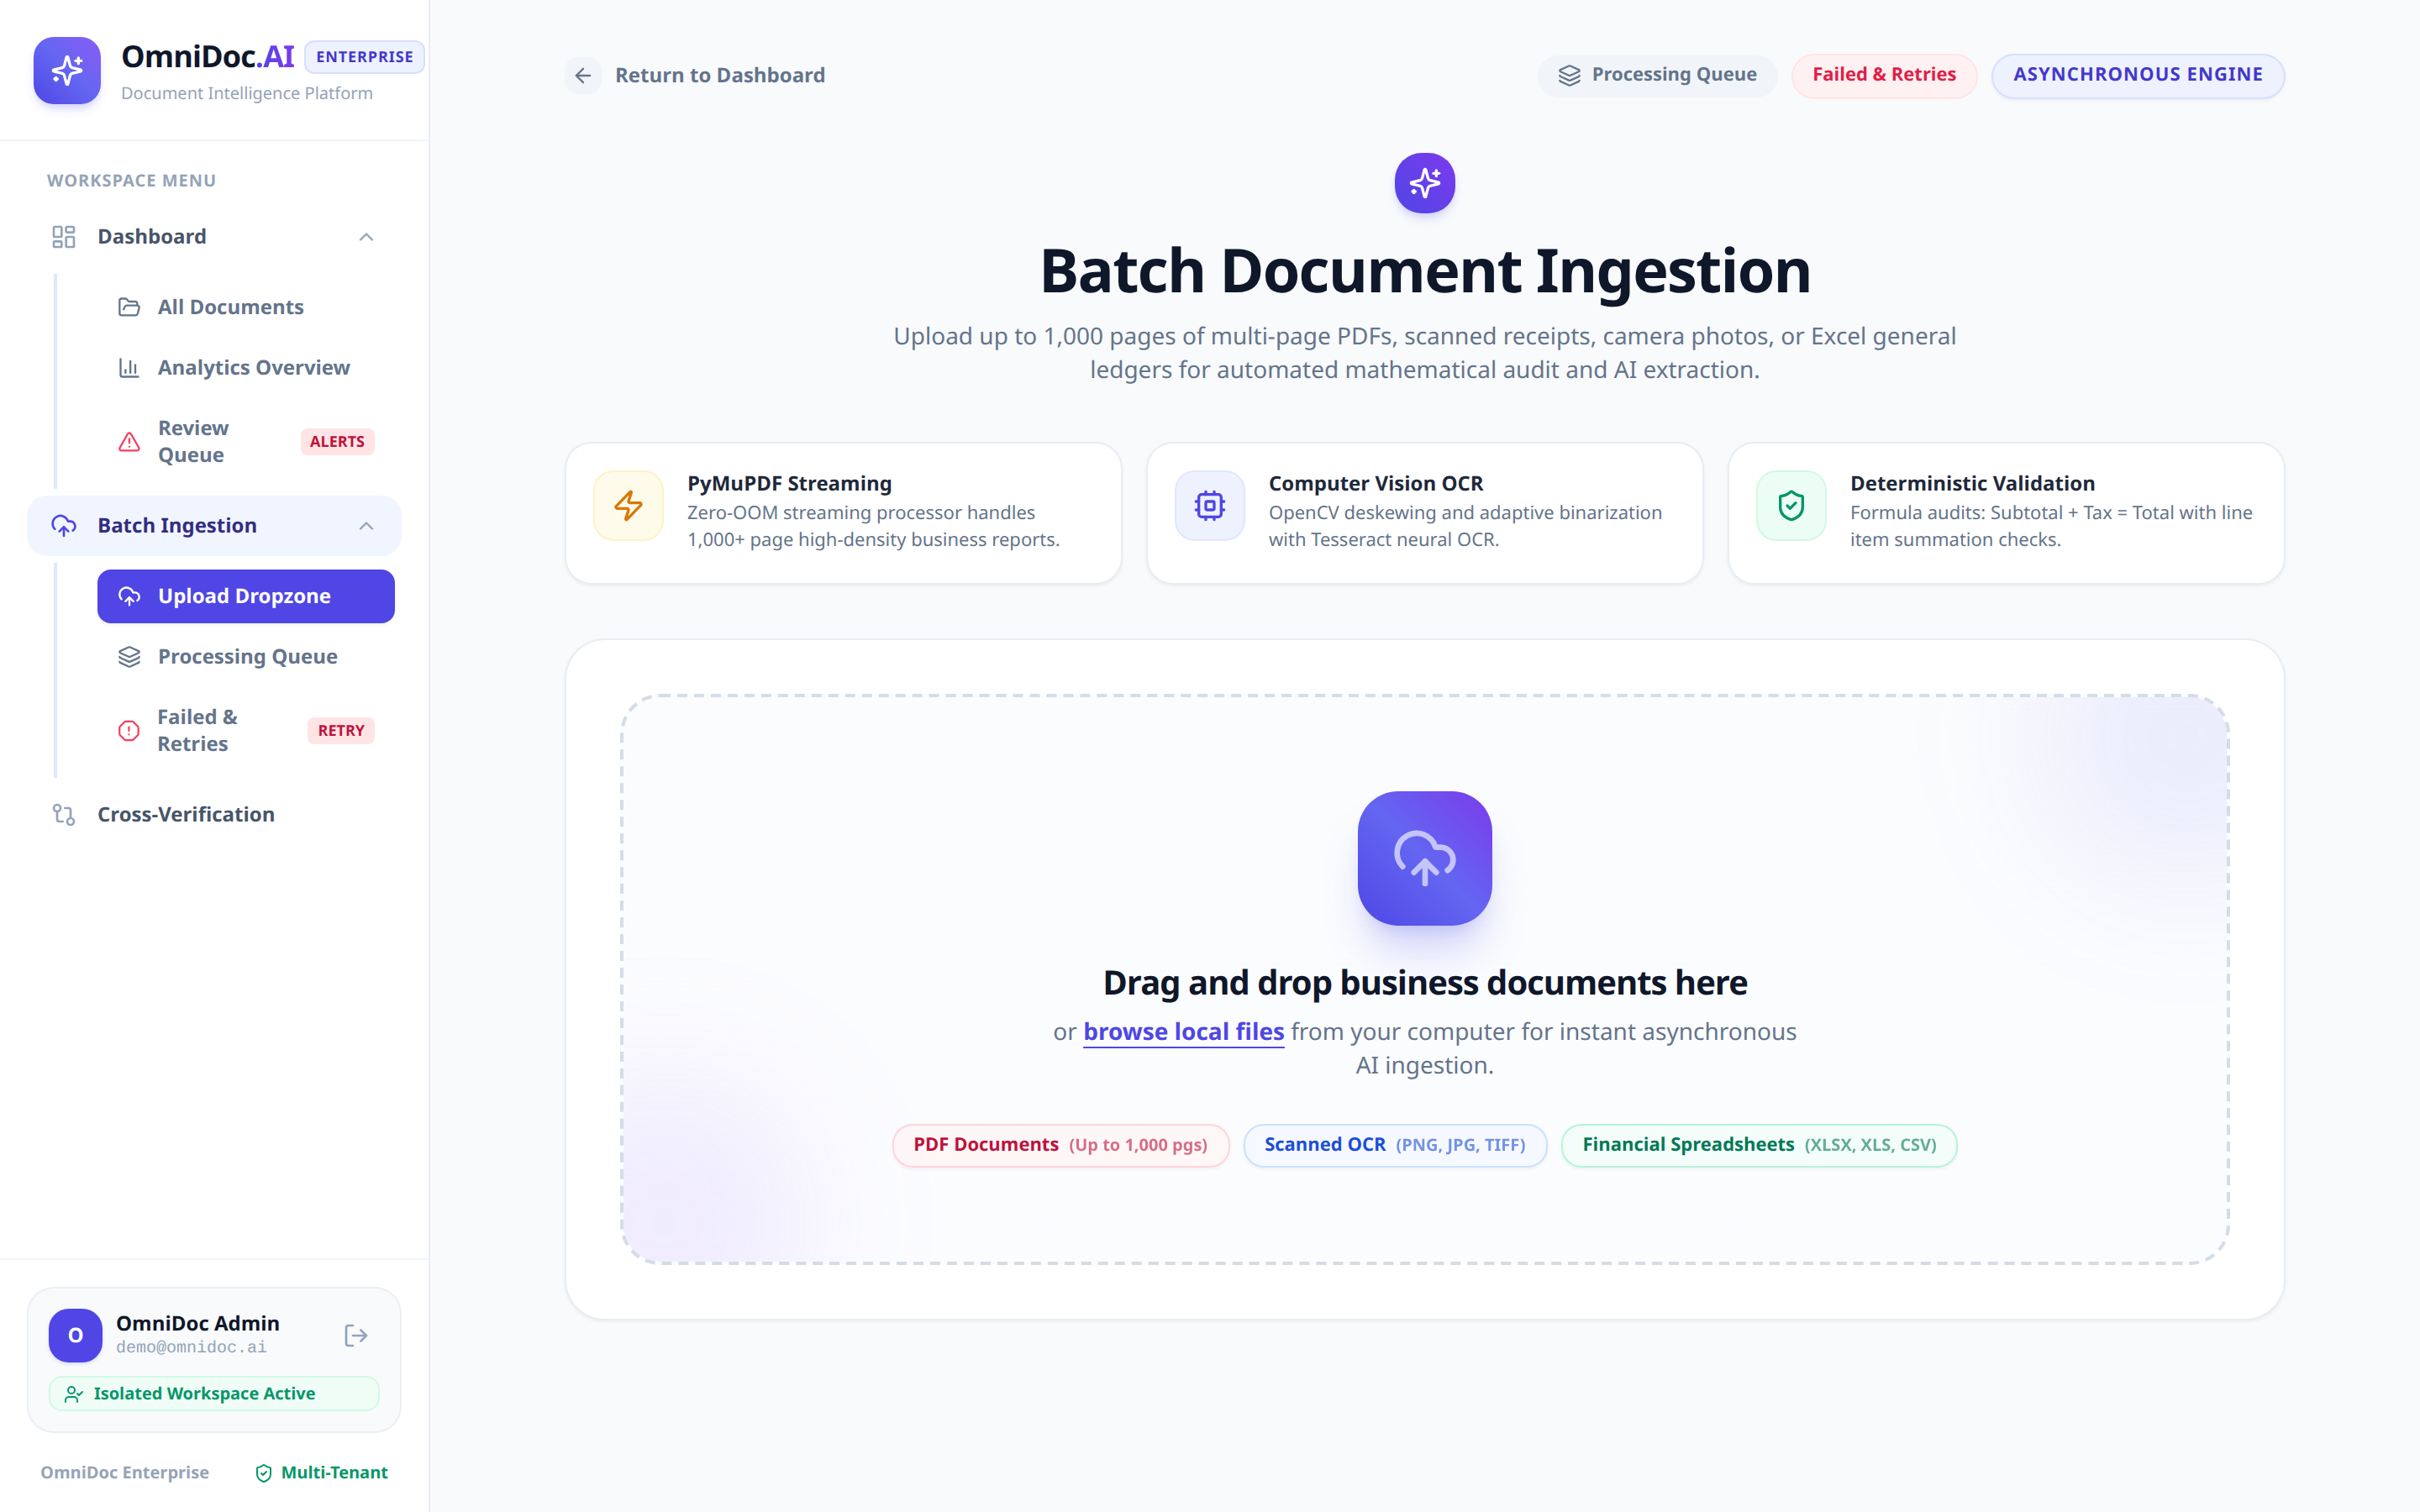 OmniDoc.AI ENTERPRISE
Document Intelligence Platform
WORKSPACE MENU
Dashboard
All Documents
Analytics Overview
Review
Queue
ALERTS
Batch Ingestion
Upload Dropzone
Processing Queue
Failed &
Retries
RETRY
Cross-Verification
O
OmniDoc Admin
demo@omnidoc.ai
Isolated Workspace Active
OmniDoc Enterprise
Multi-Tenant
Return to Dashboard
Processing Queue
Failed & Retries
ASYNCHRONOUS ENGINE
Batch Document Ingestion
Upload up to 1,000 pages of multi-page PDFs, scanned receipts, camera photos, or Excel general
ledgers for automated mathematical audit and AI extraction.
PyMuPDF Streaming
Zero-OOM streaming processor handles
1,000+ page high-density business reports.
Computer Vision OCR
OpenCV deskewing and adaptive binarization
with Tesseract neural OCR.
Deterministic Validation
Formula audits: Subtotal + Tax = Total with line
item summation checks.
Drag and drop business documents here
or browse local files from your computer for instant asynchronous
AI ingestion.
PDF Documents (Up to 1,000 pgs)
Scanned OCR (PNG, JPG, TIFF)
Financial Spreadsheets (XLSX, XLS, CSV)